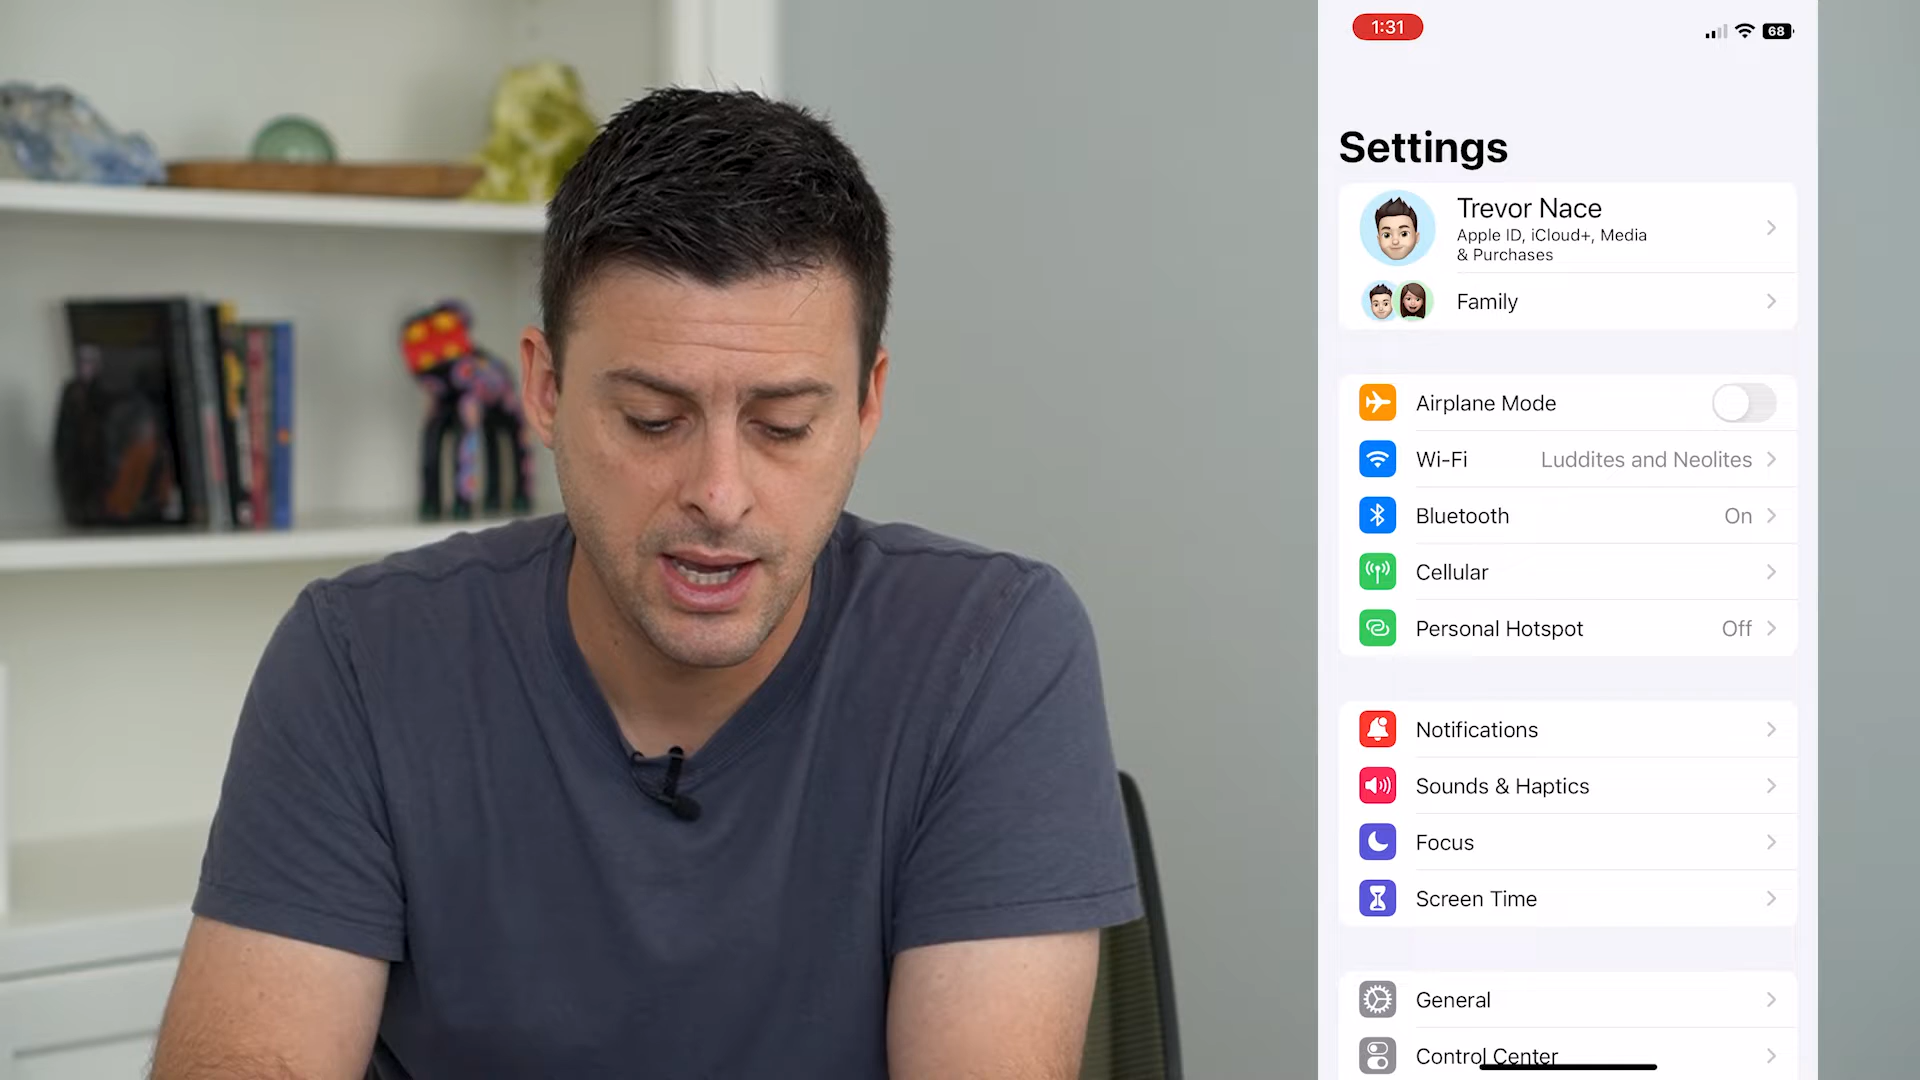 1:31
68
Settings
Trevor Nace
Apple ID, iCloud+, Media
& Purchases
Family
Airplane Mode
Wi-Fi Luddites and Neolites
Bluetooth On
Cellular
Personal Hotspot Off
Notifications
Sounds & Haptics
Focus
Screen Time
General
Control Center